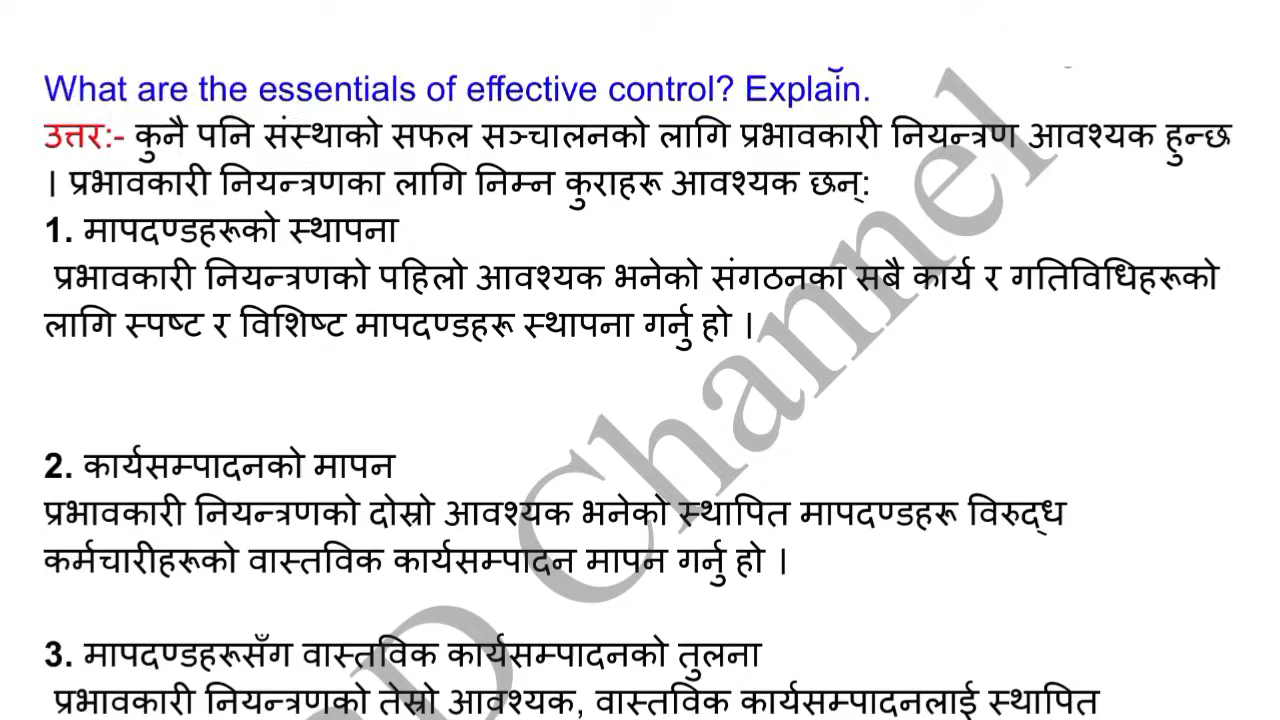 What are the essentials of effective control? Explain.
उत्तर:- कुनै पनि संस्थाको सफल सञ्चालनको लागि प्रभावकारी नियन्त्रण आवश्यक हुन्छ
। प्रभावकारी नियन्त्रणका लागि निम्न कुराहरू आवश्यक छन्:
1. मापदण्डहरूको स्थापना
प्रभावकारी नियन्त्रणको पहिलो आवश्यक भनेको संगठनका सबै कार्य र गतिविधिहरूको
लागि स्पष्ट र विशिष्ट मापदण्डहरू स्थापना गर्नु हो ।
2. कार्यसम्पादनको मापन
प्रभावकारी नियन्त्रणको दोस्रो आवश्यक भनेको स्थापित मापदण्डहरू विरुद्ध
कर्मचारीहरूको वास्तविक कार्यसम्पादन मापन गर्नु हो ।
3. मापदण्डहरूसँग वास्तविक कार्यसम्पादनको तुलना
प्रभावकारी नियन्त्रणको तेस्रो आवश्यक, वास्तविक कार्यसम्पादनलाई स्थापित
D Channel